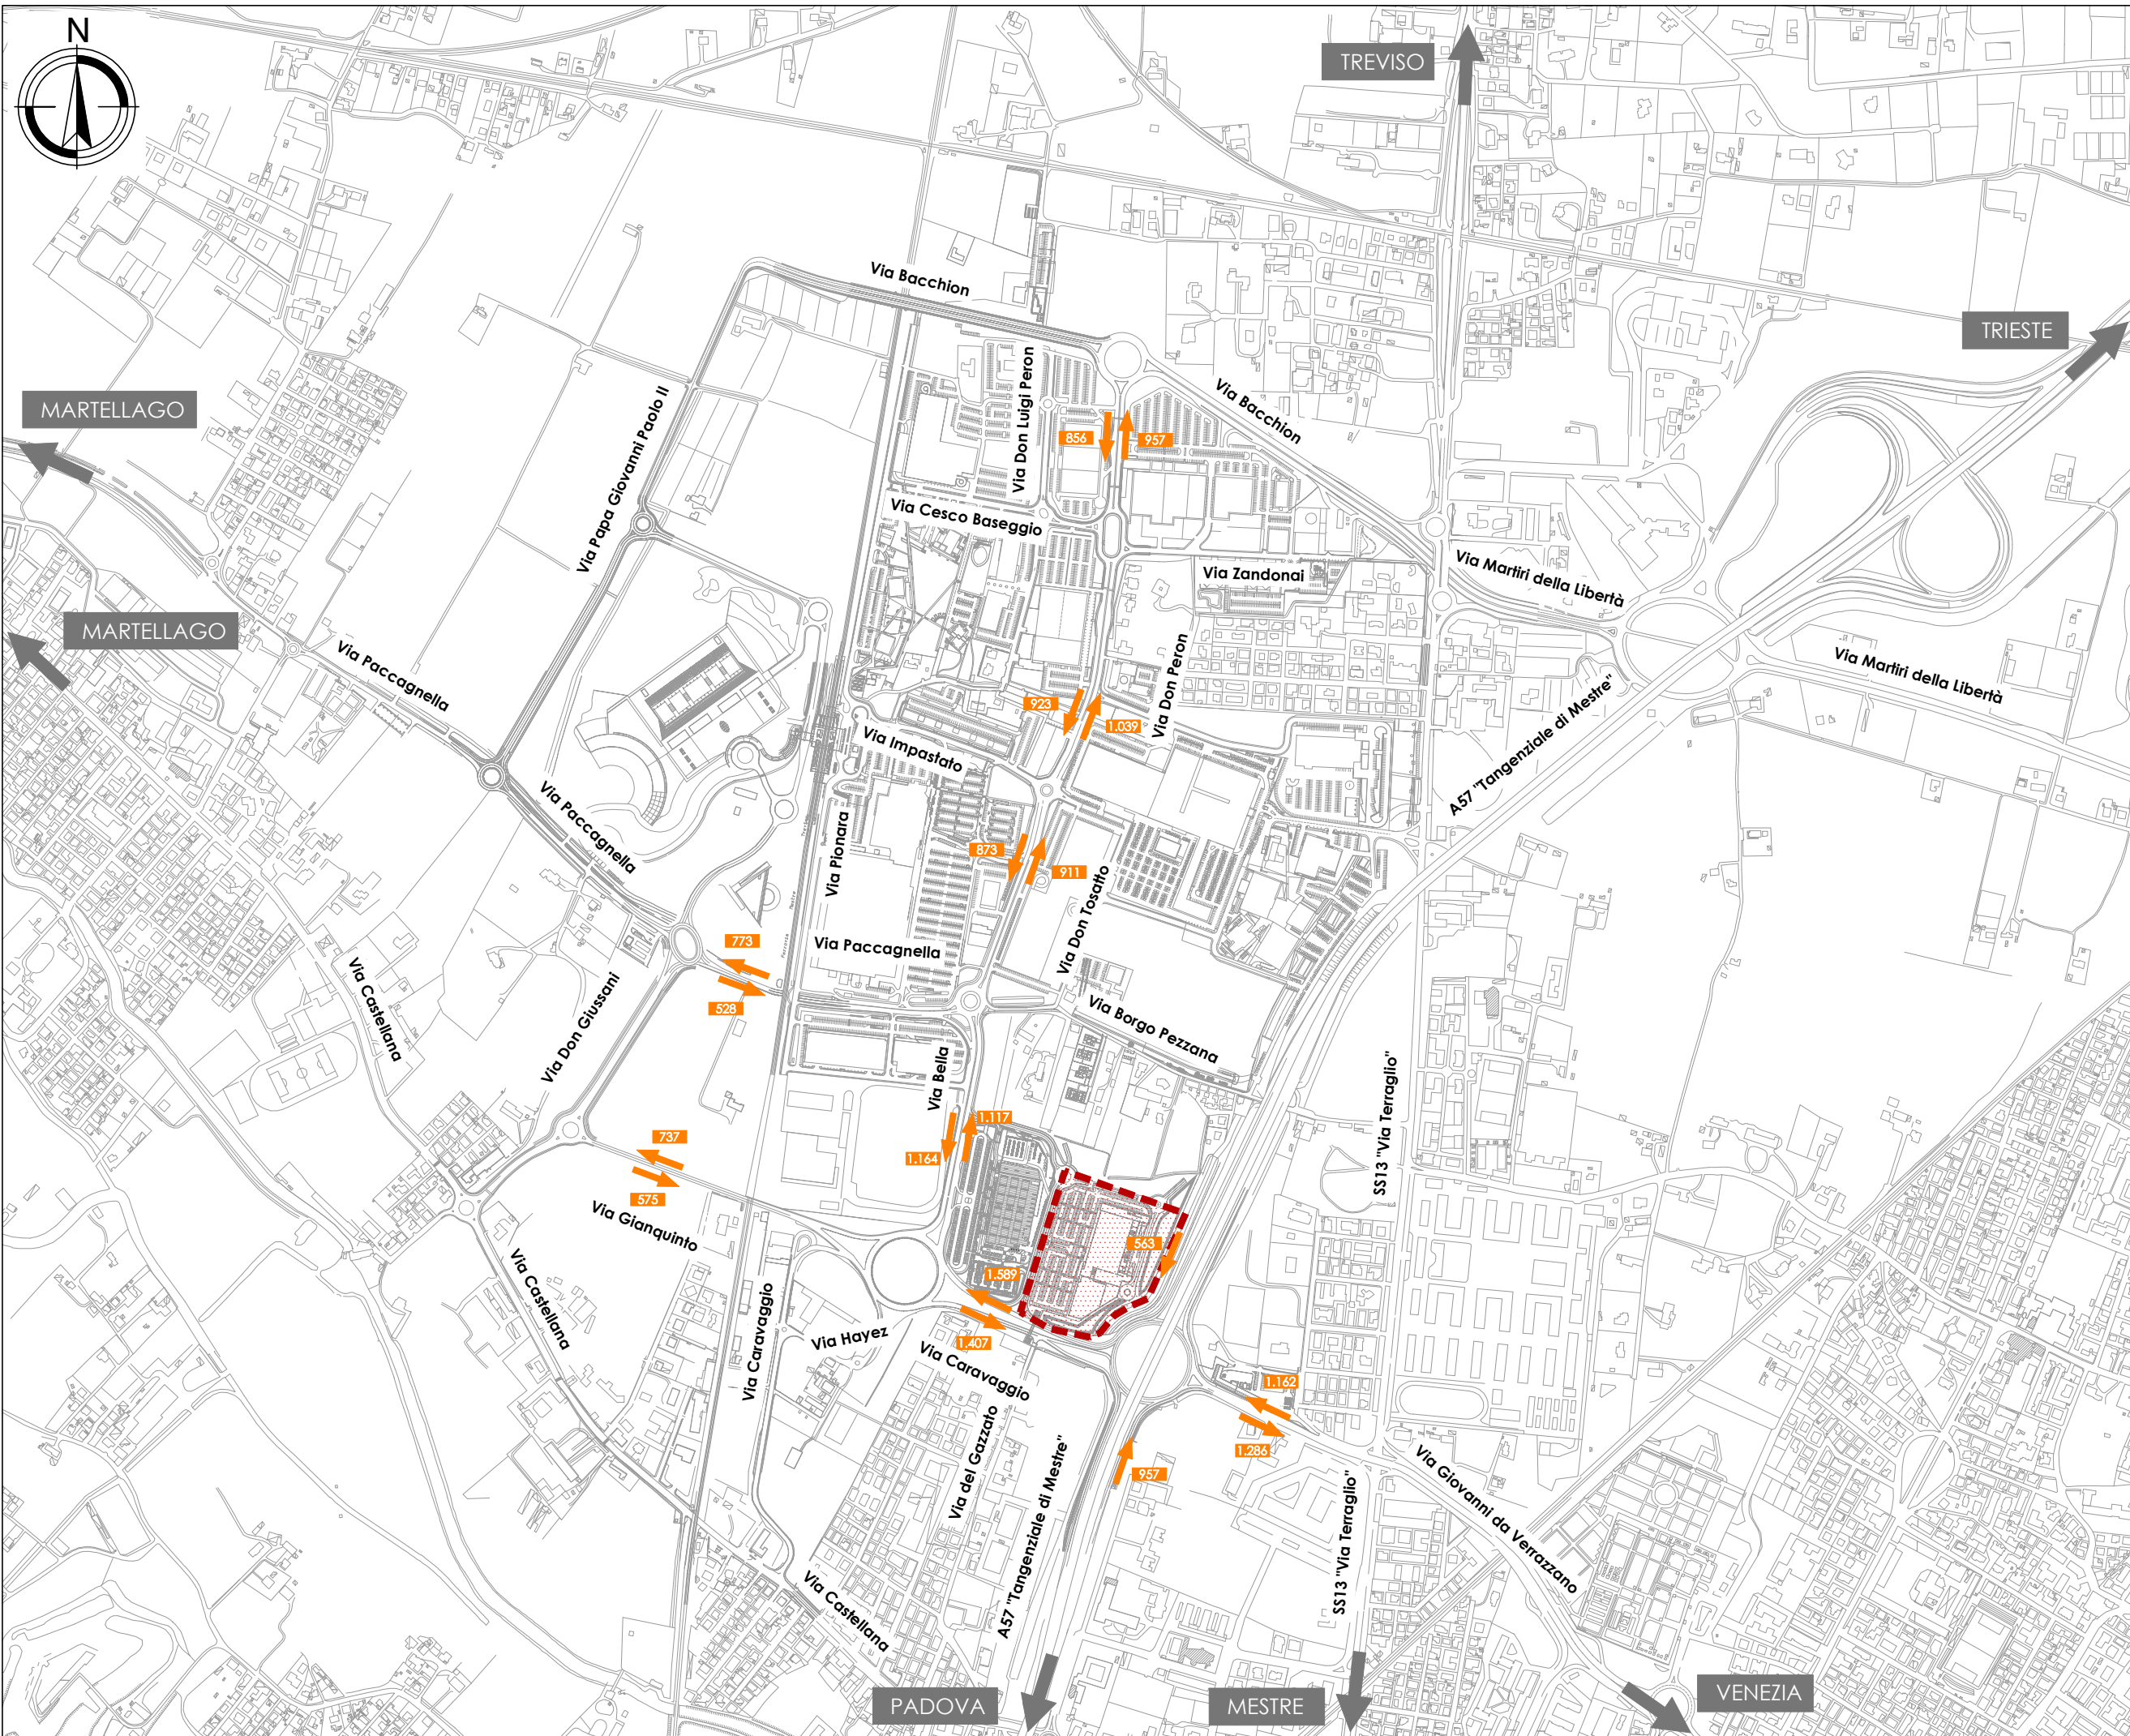 N
TREVISO
TRIESTE
MARTELLAGO
MARTELLAGO
Via Bacchion
Via Bacchion
Via Don Luigi Peron
Via Papa Giovanni Paolo II
856
957
Via Cesco Baseggio
Via Zandonai
Via Martiri della Libertà
Via Martiri della Libertà
Via Paccagnella
Via Don Peron
923
1.039
A57 "Tangenziale di Mestre"
Via Impastato
Via Paccagnella
Via Pionara
873
911
Via Don Tosatto
773
Via Paccagnella
528
Via Castellana
Via Don Giussani
Via Borgo Pezzana
Via Bella
SS13 "Via Terraglio"
1.117
1.164
737
575
Via Gianquinto
563
1.589
1.407
Via Castellana
Via Caravaggio
Via Hayez
Via Caravaggio
1.162
1.286
Via del Gazzato
A57 "Tangenziale di Mestre"
957
SS13 "Via Terraglio"
Via Giovanni da Verrazzano
Via Castellana
PADOVA
MESTRE
VENEZIA